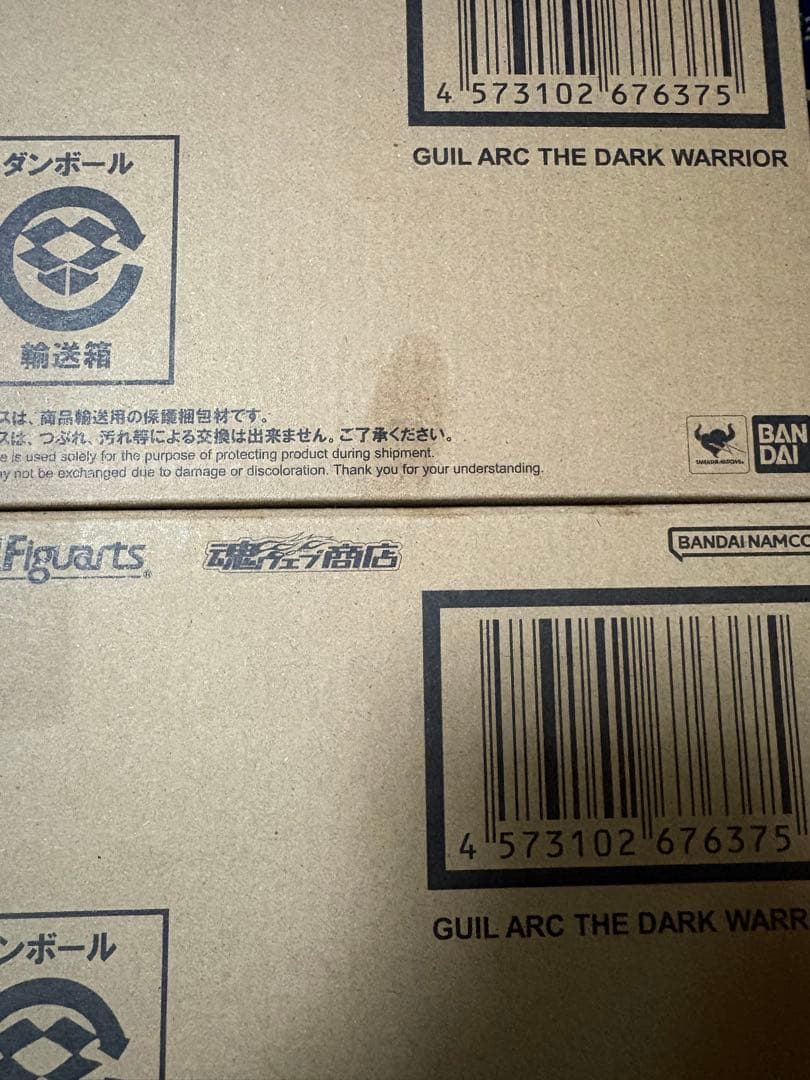 4 573102 676375
GUIL ARC THE DARK WARRIOR
ダンボール
輸送箱
スは、商品輸送用の保護梱包材です。
スは、つぶれ、汚れ等による交換は出来ません。ご了承ください。
e is used solely for the purpose of protecting product during shipment.
ay not be exchanged due to damage or discoloration. Thank you for your understanding.
TAMASHII NATIONS
BAN
DAI
Figuarts
魂ウェブ商店
BANDAI NAMCO
4 573102 676375
GUIL ARC THE DARK WARR
ンボール